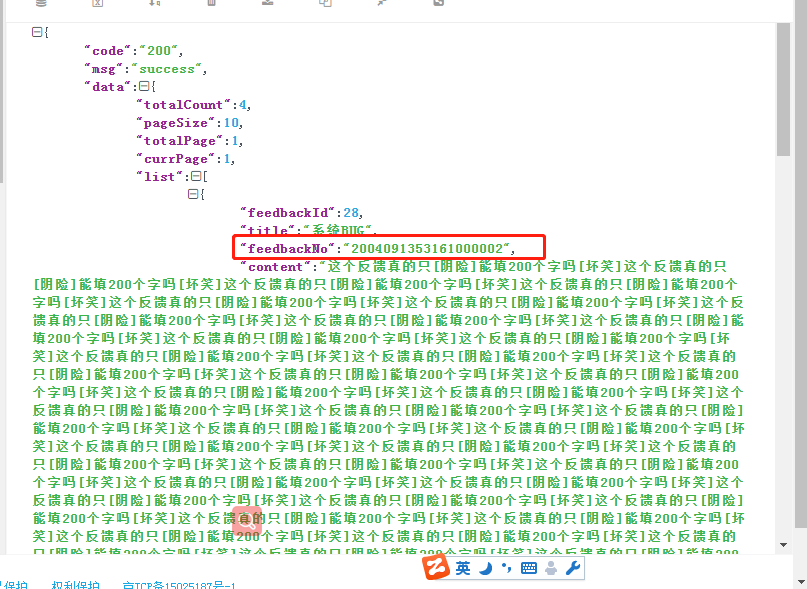 {
"code":"200",
"msg":"success",
"data":{
"totalCount":4,
"pageSize":10,
"totalPage":1,
"currPage":1,
"list":[
{
"feedbackId":28,
"title":"系统BUG",
"feedbackNo":"2004091353161000002",
"content":"这个反馈真的只[阴险]能填200个字吗[坏笑]这个反馈真的只
[阴险]能填200个字吗[坏笑]这个反馈真的只[阴险]能填200个字吗[坏笑]这个反馈真的只[阴险]能填200个
字吗[坏笑]这个反馈真的只[阴险]能填200个字吗[坏笑]这个反馈真的只[阴险]能填200个字吗[坏笑]这个反
馈真的只[阴险]能填200个字吗[坏笑]这个反馈真的只[阴险]能填200个字吗[坏笑]这个反馈真的只[阴险]能
填200个字吗[坏笑]这个反馈真的只[阴险]能填200个字吗[坏笑]这个反馈真的只[阴险]能填200个字吗[坏
笑]这个反馈真的只[阴险]能填200个字吗[坏笑]这个反馈真的只[阴险]能填200个字吗[坏笑]这个反馈真的
只[阴险]能填200个字吗[坏笑]这个反馈真的只[阴险]能填200个字吗[坏笑]这个反馈真的只[阴险]能填200
个字吗[坏笑]这个反馈真的只[阴险]能填200个字吗[坏笑]这个反馈真的只[阴险]能填200个字吗[坏笑]这个
反馈真的只[阴险]能填200个字吗[坏笑]这个反馈真的只[阴险]能填200个字吗[坏笑]这个反馈真的只[阴险]
能填200个字吗[坏笑]这个反馈真的只[阴险]能填200个字吗[坏笑]这个反馈真的只[阴险]能填200个字吗[坏
笑]这个反馈真的只[阴险]能填200个字吗[坏笑]这个反馈真的只[阴险]能填200个字吗[坏笑]这个反馈真的
只[阴险]能填200个字吗[坏笑]这个反馈真的只[阴险]能填200个字吗[坏笑]这个反馈真的只[阴险]能填200
个字吗[坏笑]这个反馈真的只[阴险]能填200个字吗[坏笑]这个反馈真的只[阴险]能填200个字吗[坏笑]这个
反馈真的只[阴险]能填200个字吗[坏笑]这个反馈真的只[阴险]能填200个字吗[坏笑]这个反馈真的只[阴险]
能填200个字吗[坏笑]这个反馈真的只[阴险]能填200个字吗[坏笑]这个反馈真的只[阴险]能填200个字吗[坏
笑]这个反馈真的只[阴险]能填200个字吗[坏笑]这个反馈真的只[阴险]能填200个字吗[坏笑]这个反馈真的
只[阴险]能填200个字吗[坏笑]这个反馈真的只[阴险]能填200个字吗[坏笑]这个反馈真的只[阴险]能填200
英
保护 权利保护 京ICP备15025187号-1